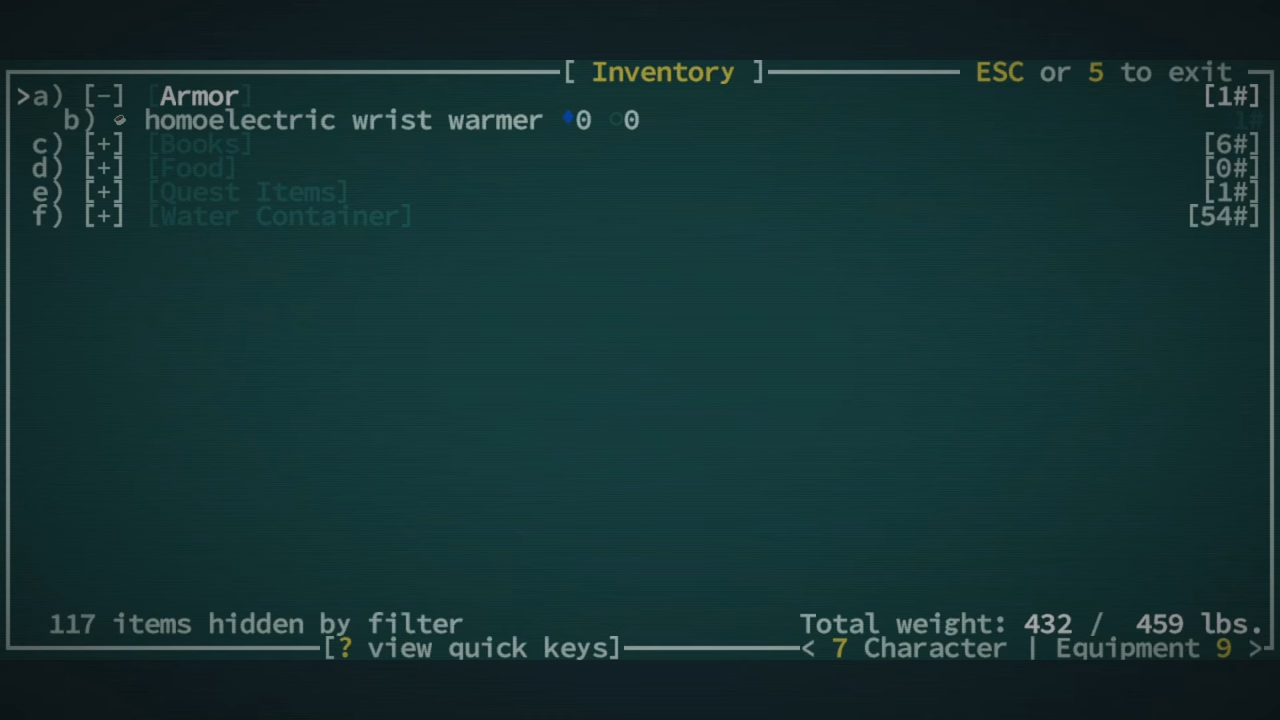 [ Inventory ] ESC or 5 to exit
>a) [-] [Armor] [1#]
b) homoelectric wrist warmer ♦0 ○0 1#
c) [+] [Books] [6#]
d) [+] [Food] [0#]
e) [+] [Quest Items] [1#]
f) [+] [Water Container] [54#]
117 items hidden by filter Total weight: 432 / 459 lbs.
[? view quick keys] < 7 Character | Equipment 9 >